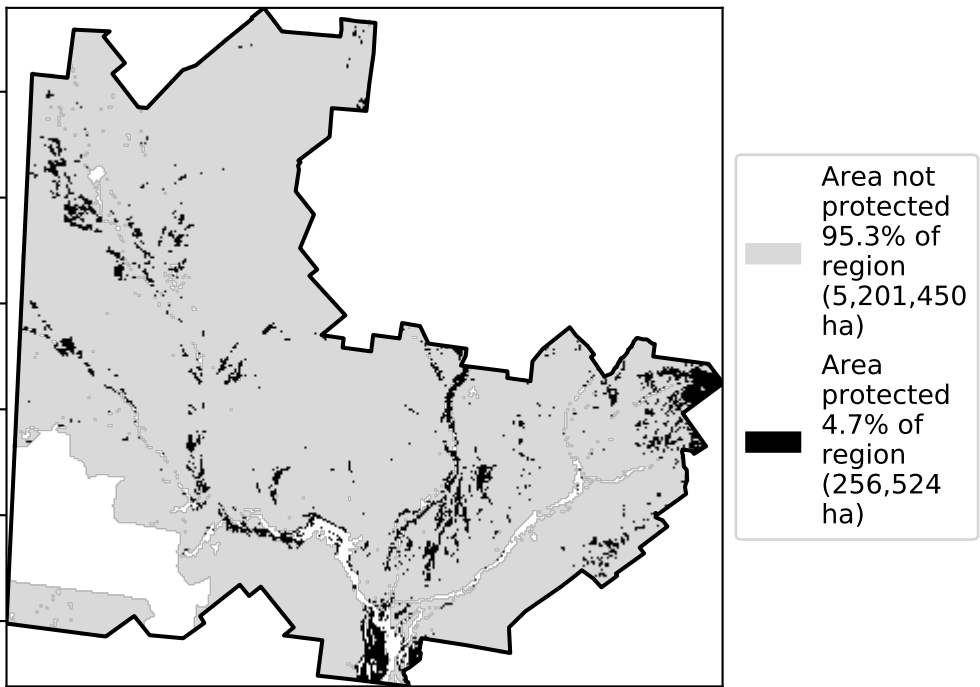 Area not
protected
95.3% of
region
(5,201,450
ha)
Area
protected
4.7% of
region
(256,524
ha)